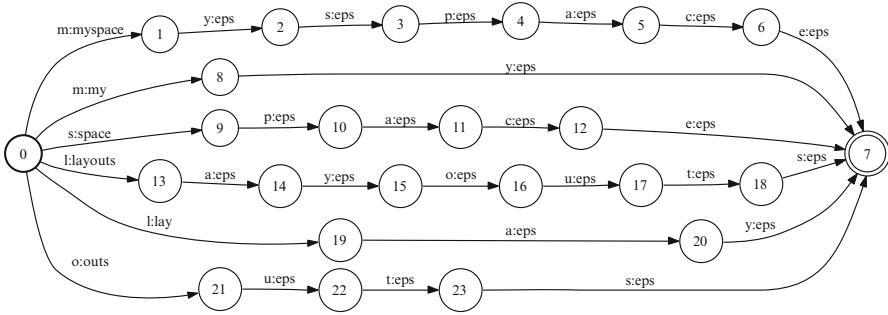 m:myspace 1 y:eps 2 s:eps 3 p:eps 4 a:eps 5 c:eps 6 e:eps
m:my 8 y:eps
s:space 9 p:eps 10 a:eps 11 c:eps 12 e:eps
0 7
l:layouts 13 a:eps 14 y:eps 15 o:eps 16 u:eps 17 t:eps 18 s:eps
l:lay 19 a:eps 20 y:eps
o:outs 21 u:eps 22 t:eps 23 s:eps